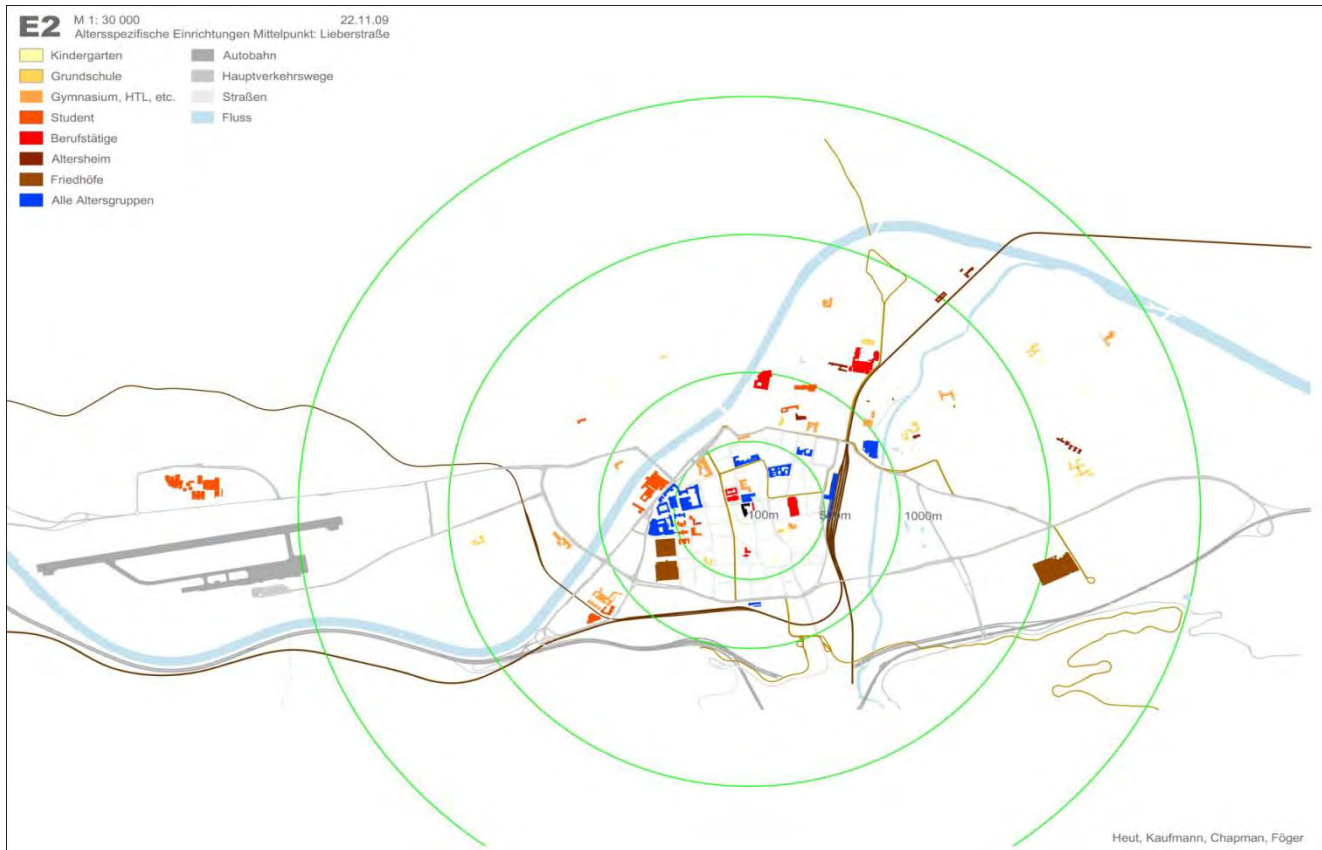 E2 M 1: 30 000 22.11.09
Altersspezifische Einrichtungen Mittelpunkt: Lieberstraße
Kindergarten
Grundschule
Gymnasium, HTL, etc.
Student
Berufstätige
Altersheim
Friedhöfe
Alle Altersgruppen
Autobahn
Hauptverkehrswege
Straßen
Fluss
100m 500m 1000m
Heut, Kaufmann, Chapman, Föger